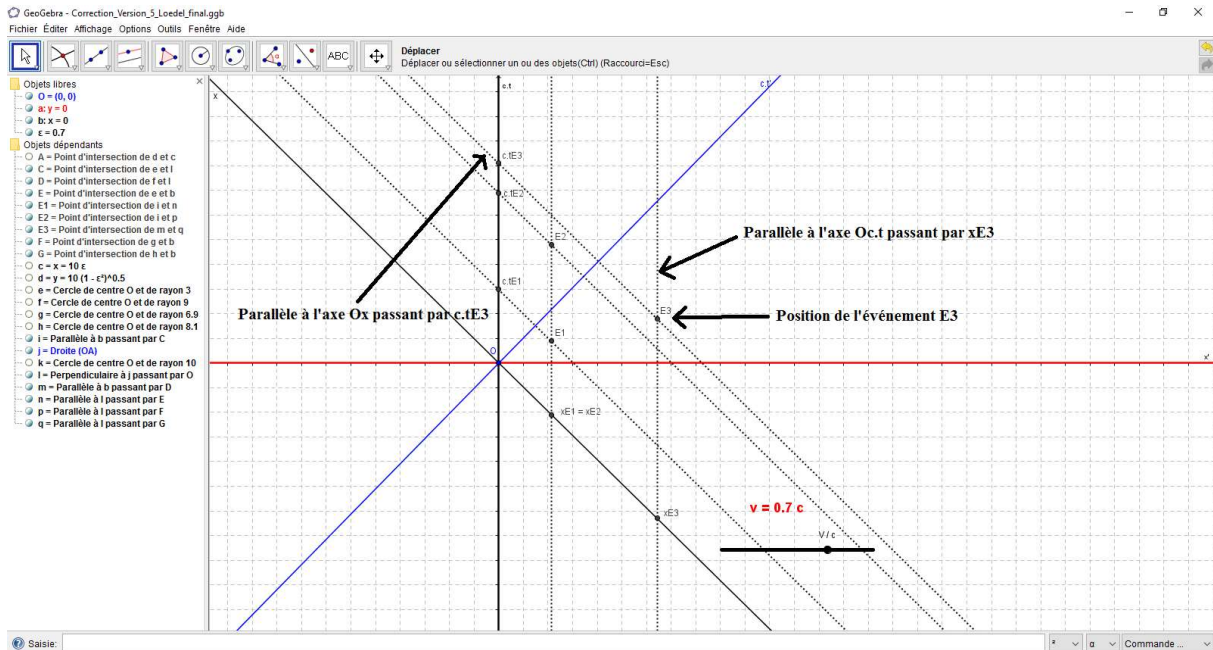 GeoGebra - Correction_Version_5_Loedel_final.ggb
Fichier Éditer Affichage Options Outils Fenêtre Aide
ABC
Déplacer
Déplacer ou sélectionner un ou des objets(Ctrl) (Raccourci=Esc)
Objets libres
O = (0, 0)
a: y = 0
b: x = 0
ε = 0.7
Objets dépendants
A = Point d'intersection de d et c
C = Point d'intersection de e et l
D = Point d'intersection de f et l
E = Point d'intersection de e et b
E1 = Point d'intersection de i et n
E2 = Point d'intersection de i et p
E3 = Point d'intersection de m et q
F = Point d'intersection de g et b
G = Point d'intersection de h et b
c = x = 10 ε
d = y = 10 (1 - ε²)^0.5
e = Cercle de centre O et de rayon 3
f = Cercle de centre O et de rayon 9
g = Cercle de centre O et de rayon 6.9
h = Cercle de centre O et de rayon 8.1
i = Parallèle à b passant par C
j = Droite (OA)
k = Cercle de centre O et de rayon 10
l = Perpendiculaire à j passant par O
m = Parallèle à b passant par D
n = Parallèle à l passant par E
p = Parallèle à l passant par F
q = Parallèle à l passant par G
x
c.t
c.t'
c.tE3
c.tE2
E2
Parallèle à l'axe Oc.t passant par xE3
c.tE1
Parallèle à l'axe Ox passant par c.tE3
E3
Position de l'événement E3
E1
O
x'
xE1 = xE2
v = 0.7 c
xE3
V / c
Saisie:
²
α
Commande ...